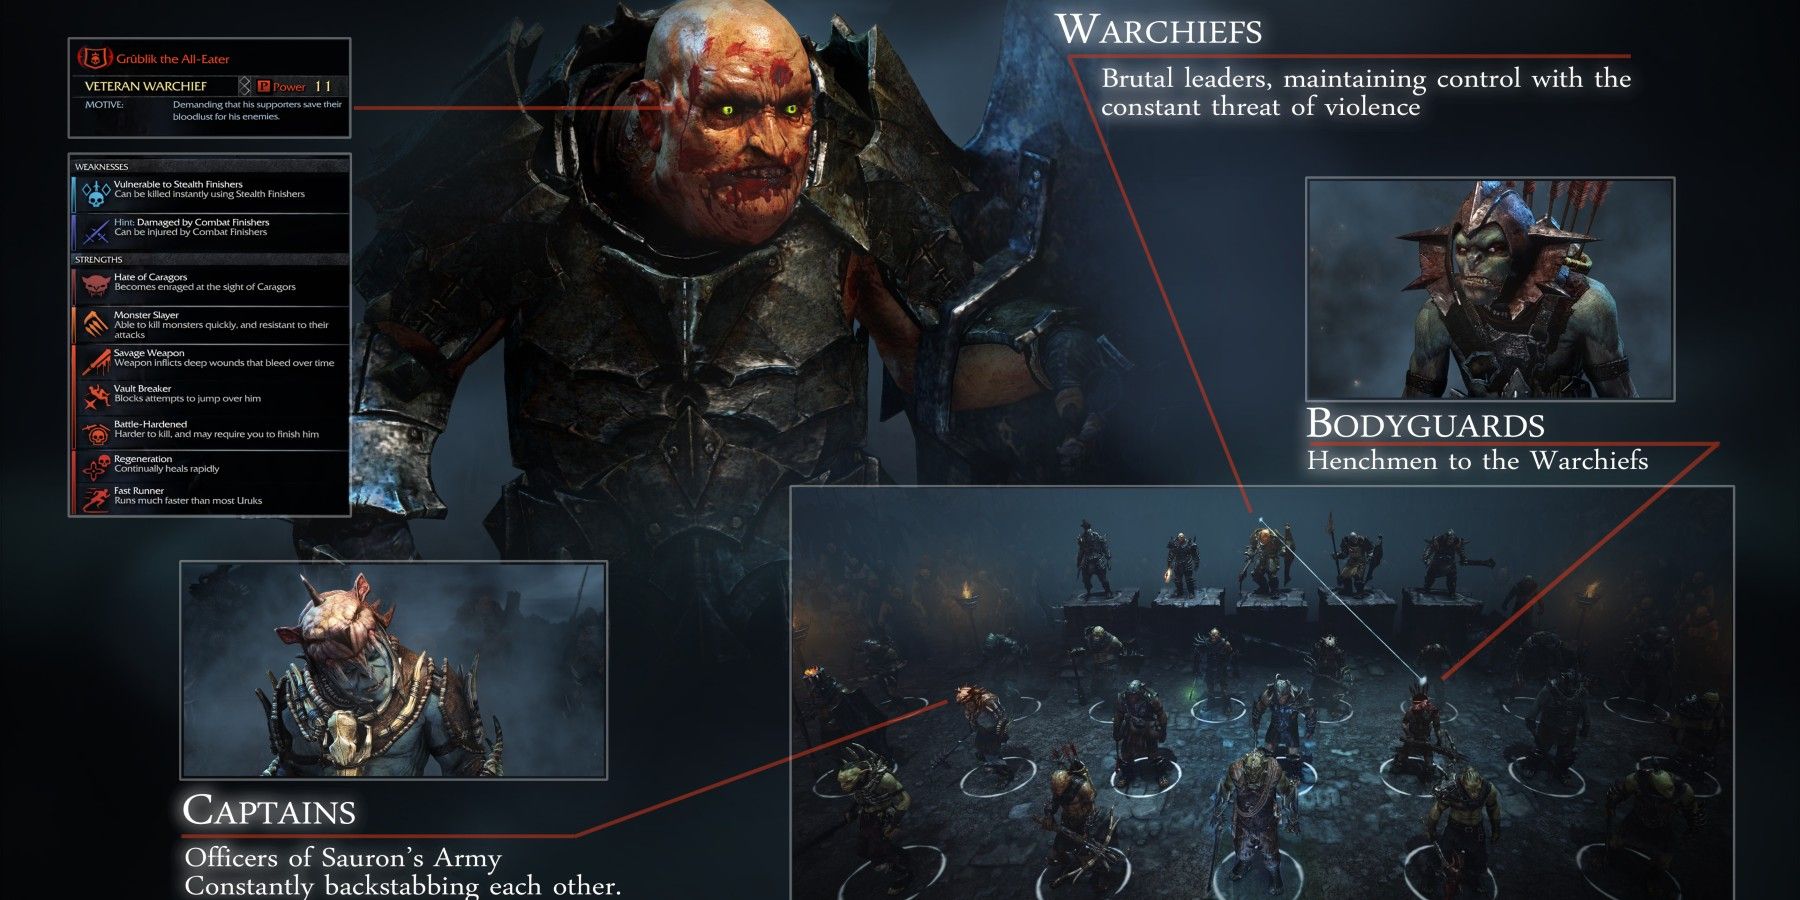 Grûblik the All-Eater
VETERAN WARCHIEF P Power 11
MOTIVE: Demanding that his supporters save their
bloodlust for his enemies.
WEAKNESSES
Vulnerable to Stealth Finishers
Can be killed instantly using Stealth Finishers
Hint: Damaged by Combat Finishers
Can be injured by Combat Finishers
STRENGTHS
Hate of Caragors
Becomes enraged at the sight of Caragors
Monster Slayer
Able to kill monsters quickly, and resistant to their
attacks
Savage Weapon
Weapon inflicts deep wounds that bleed over time
Vault Breaker
Blocks attempts to jump over him
Battle-Hardened
Harder to kill, and may require you to finish him
Regeneration
Continually heals rapidly
Fast Runner
Runs much faster than most Uruks
WARCHIEFS
Brutal leaders, maintaining control with the
constant threat of violence
BODYGUARDS
Henchmen to the Warchiefs
CAPTAINS
Officers of Sauron's Army
Constantly backstabbing each other.